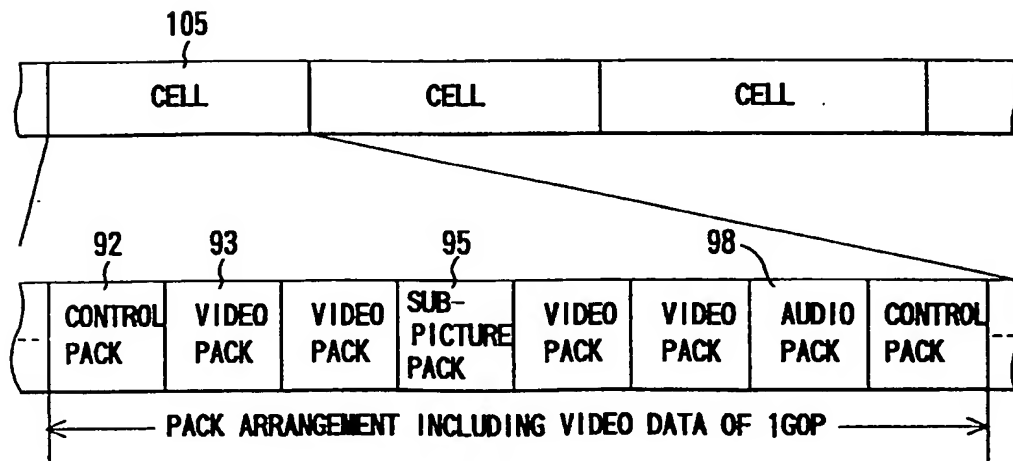 105
CELL CELL CELL
92 93 95 98
CONTROL PACK VIDEO PACK VIDEO PACK SUB-PICTURE PACK VIDEO PACK VIDEO PACK AUDIO PACK CONTROL PACK
PACK ARRANGEMENT INCLUDING VIDEO DATA OF 1GOP